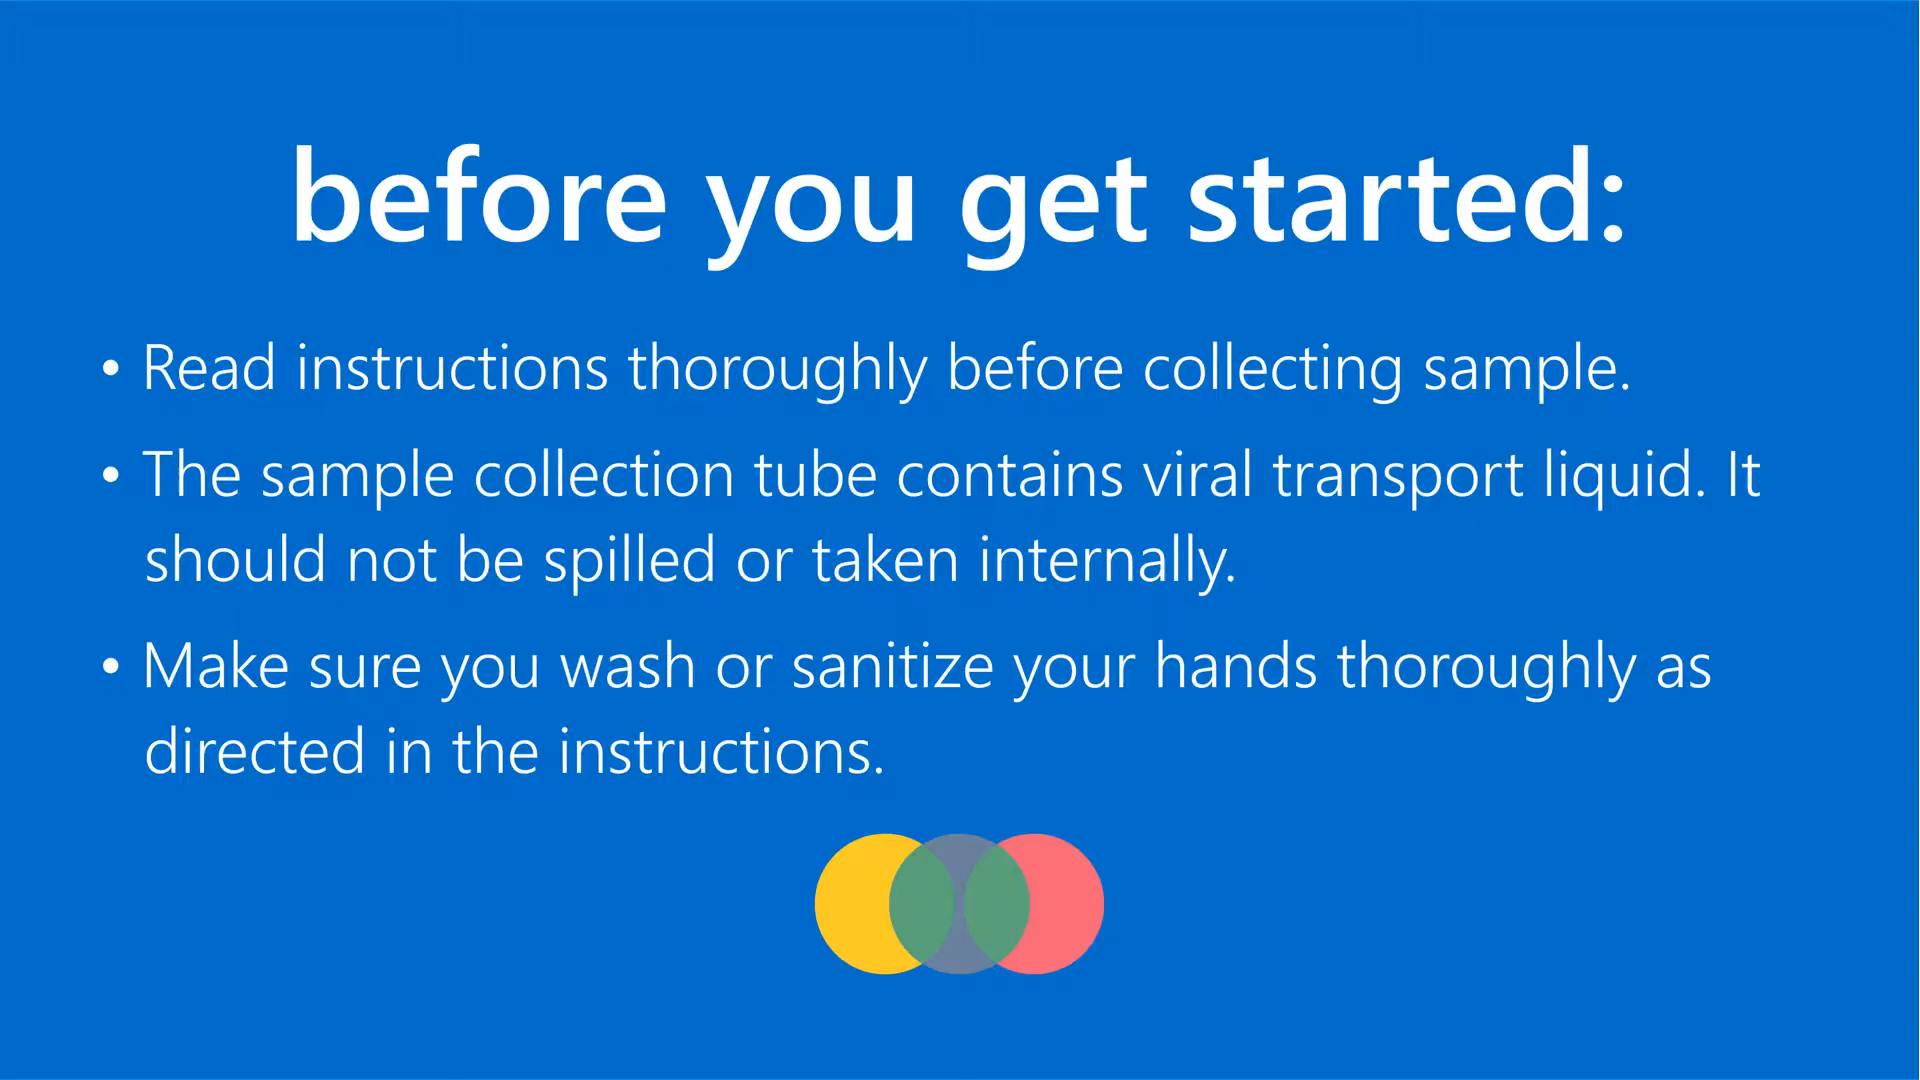 before you get started:
• Read instructions thoroughly before collecting sample.
• The sample collection tube contains viral transport liquid. It
should not be spilled or taken internally.
• Make sure you wash or sanitize your hands thoroughly as
directed in the instructions.